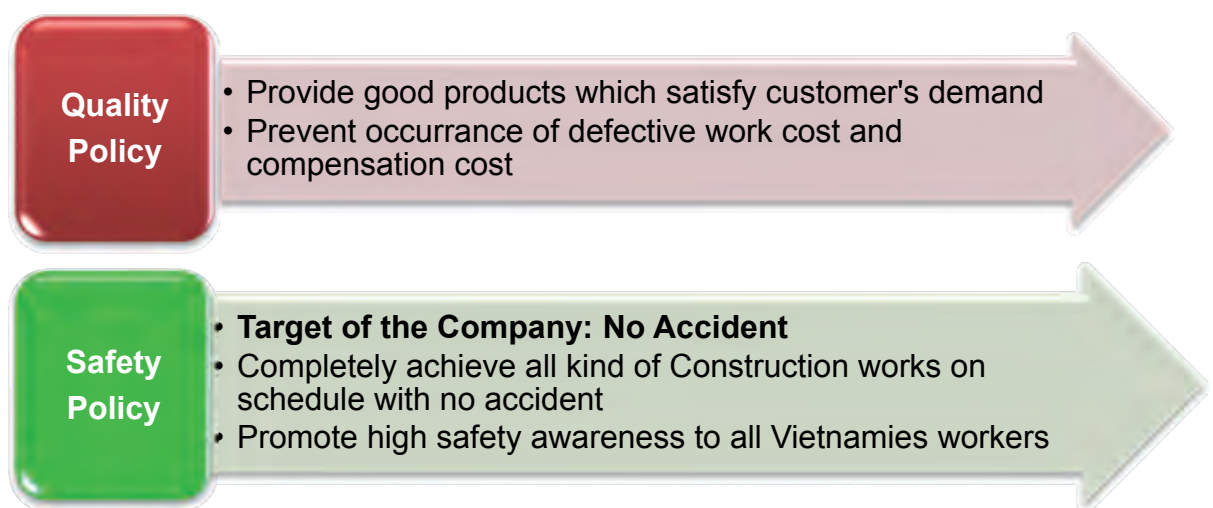 Quality
Policy
• Provide good products which satisfy customer's demand
• Prevent occurrance of defective work cost and
compensation cost
Safety
Policy
• Target of the Company: No Accident
• Completely achieve all kind of Construction works on
schedule with no accident
• Promote high safety awareness to all Vietnamies workers